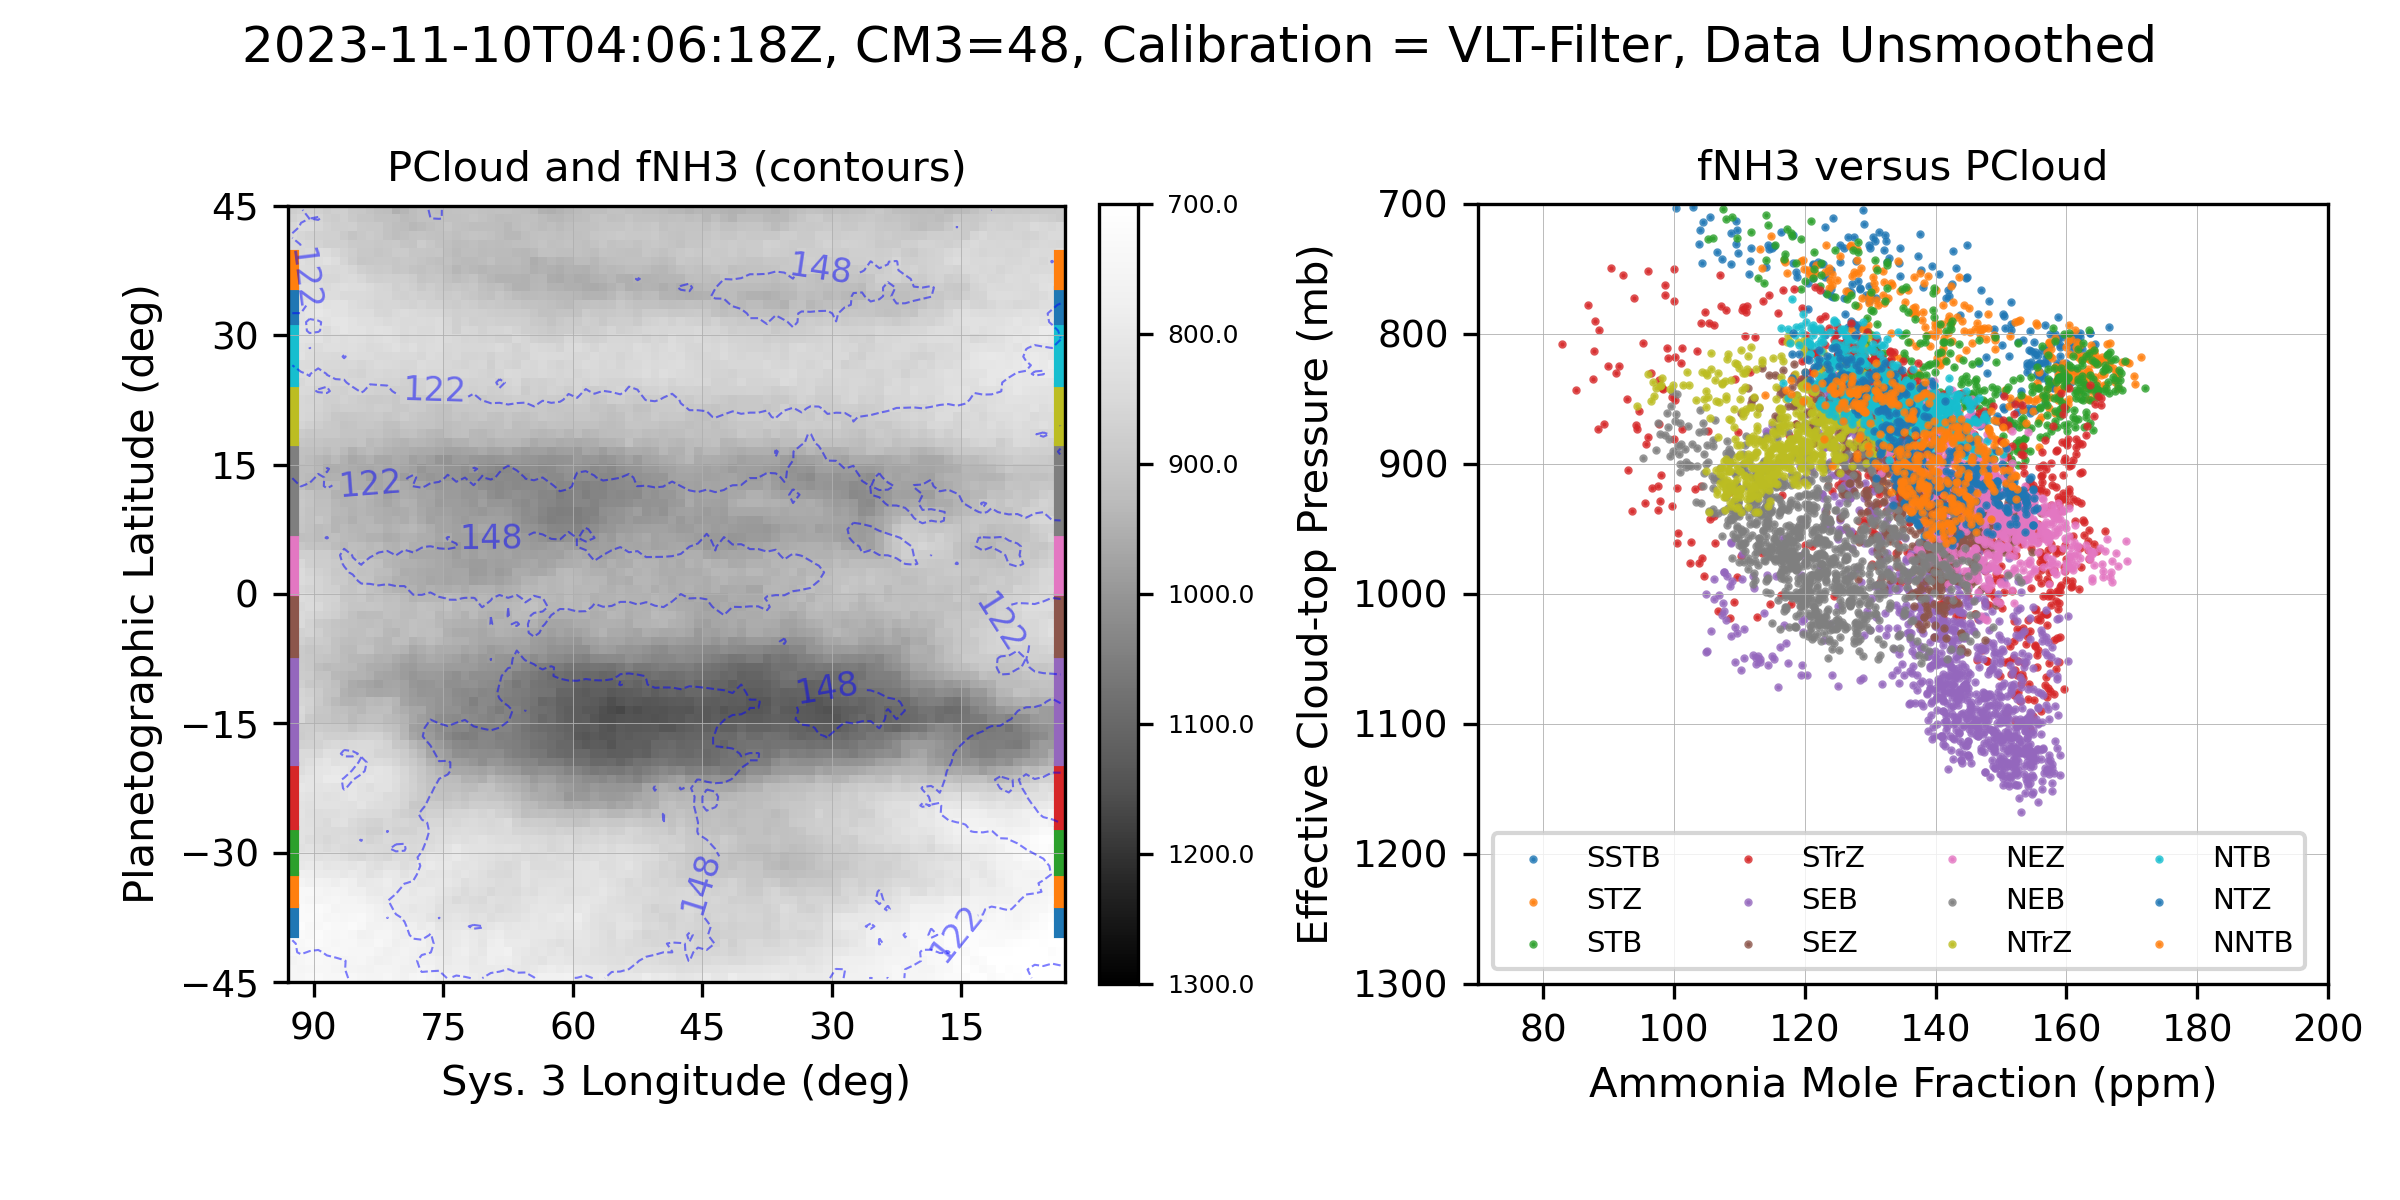 2023-11-10T04:06:18Z, CM3=48, Calibration = VLT-Filter, Data Unsmoothed
PCloud and fNH3 (contours)
Planetographic Latitude (deg)
45
30
15
0
−15
−30
−45
90
75
60
45
30
15
Sys. 3 Longitude (deg)
122
148
122
122
148
122
148
148
122
700.0
800.0
900.0
1000.0
1100.0
1200.0
1300.0
fNH3 versus PCloud
Effective Cloud-top Pressure (mb)
700
800
900
1000
1100
1200
1300
80
100
120
140
160
180
200
Ammonia Mole Fraction (ppm)
SSTB
STZ
STB
STrZ
SEB
SEZ
NEZ
NEB
NTrZ
NTB
NTZ
NNTB